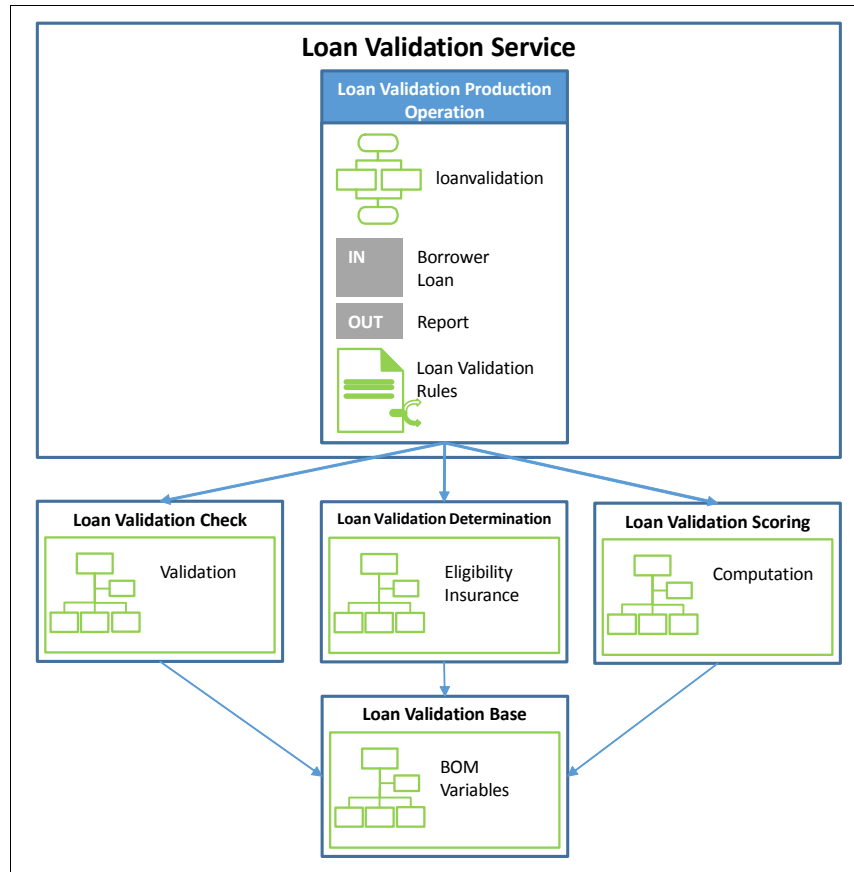 Loan Validation Service
Loan Validation Production
Operation
loanvalidation
IN
Borrower
Loan
OUT
Report
Loan Validation
Rules
Loan Validation Check
Validation
Loan Validation Determination
Eligibility
Insurance
Loan Validation Scoring
Computation
Loan Validation Base
BOM
Variables